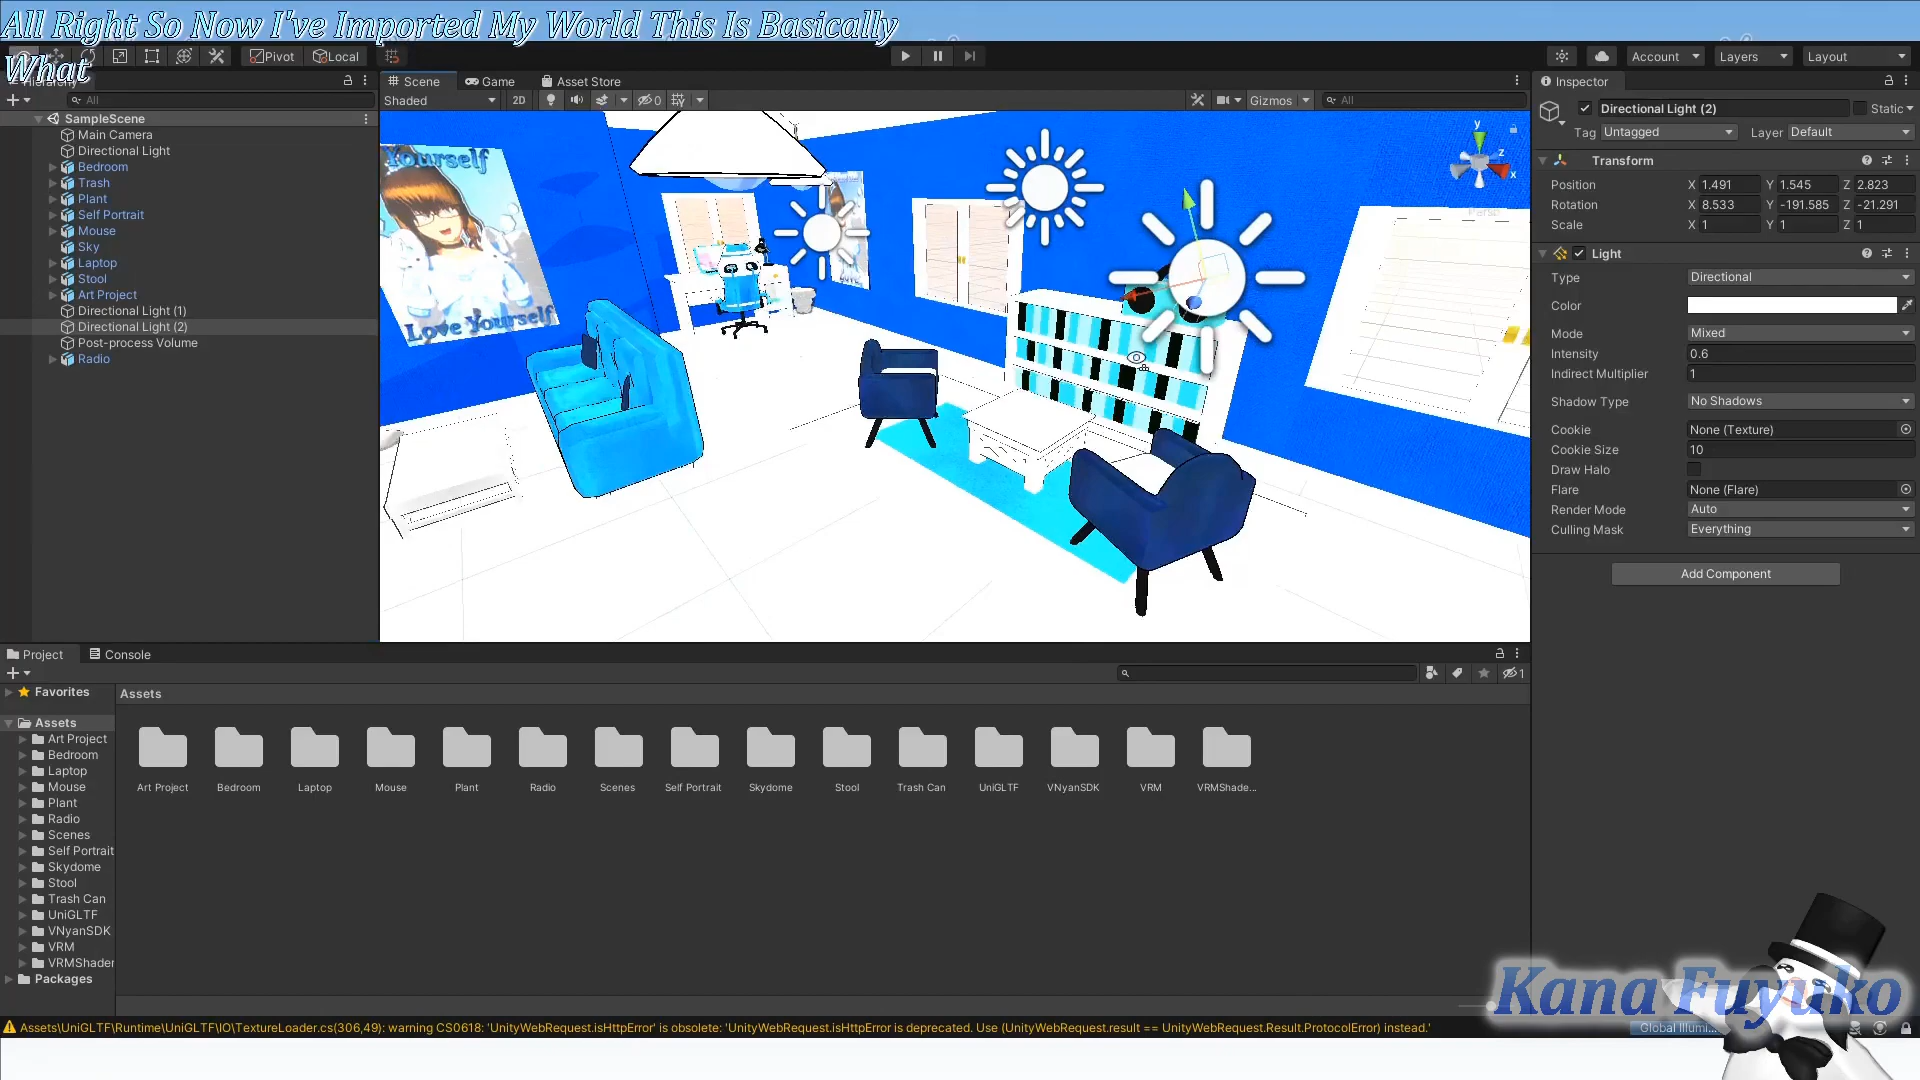 All Right So Now I've Imported My World This Is Basically
What
Pivot
Local
Account
Layers
Layout
Hierarchy
All
SampleScene
Main Camera
Directional Light
Bedroom
Trash
Plant
Self Portrait
Mouse
Sky
Laptop
Stool
Art Project
Directional Light (1)
Directional Light (2)
Post-process Volume
Radio
Scene
Game
Asset Store
Shaded
2D
0
Gizmos
All
Yourself
Love Yourself
y
z
x
Persp
Inspector
Directional Light (2)
Static
Tag Untagged
Layer Default
Transform
Position X 1.491 Y 1.545 Z 2.823
Rotation X 8.533 Y -191.585 Z -21.291
Scale X 1 Y 1 Z 1
Light
Type Directional
Color
Mode Mixed
Intensity 0.6
Indirect Multiplier 1
Shadow Type No Shadows
Cookie None (Texture)
Cookie Size 10
Draw Halo
Flare None (Flare)
Render Mode Auto
Culling Mask Everything
Add Component
Project
Console
1
Favorites
Assets
Art Project
Bedroom
Laptop
Mouse
Plant
Radio
Scenes
Self Portrait
Skydome
Stool
Trash Can
UniGLTF
VNyanSDK
VRM
VRMShader
Packages
Assets
Art Project
Bedroom
Laptop
Mouse
Plant
Radio
Scenes
Self Portrait
Skydome
Stool
Trash Can
UniGLTF
VNyanSDK
VRM
VRMShade...
Kana Fuyuko
Assets\UniGLTF\Runtime\UniGLTF\IO\TextureLoader.cs(306,49): warning CS0618: 'UnityWebRequest.isHttpError' is obsolete: 'UnityWebRequest.isHttpError is deprecated. Use (UnityWebRequest.result == UnityWebRequest.Result.ProtocolError) instead.'
Global Illumi...